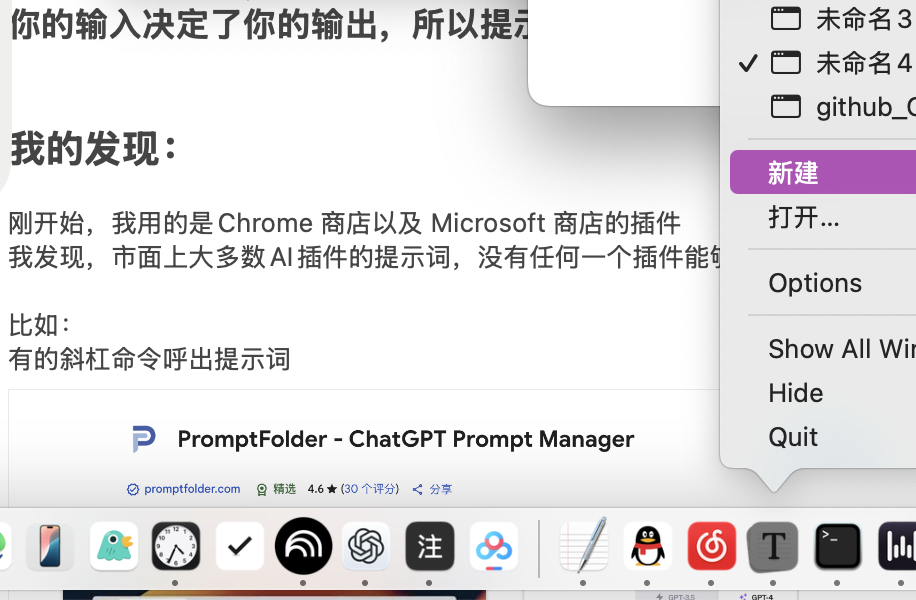 你的输入决定了你的输出，所以提示
我的发现：
刚开始，我用的是Chrome 商店以及 Microsoft 商店的插件
我发现，市面上大多数AI插件的提示词，没有任何一个插件能够
比如：
有的斜杠命令呼出提示词
PromptFolder - ChatGPT Prompt Manager
promptfolder.com 精选 4.6 ★ (30 个评分) 分享
未命名 3
✓ 未命名 4
github_
新建
打开...
Options
Show All Win
Hide
Quit
注
T
>_
GPT-3.5 GPT-4
12